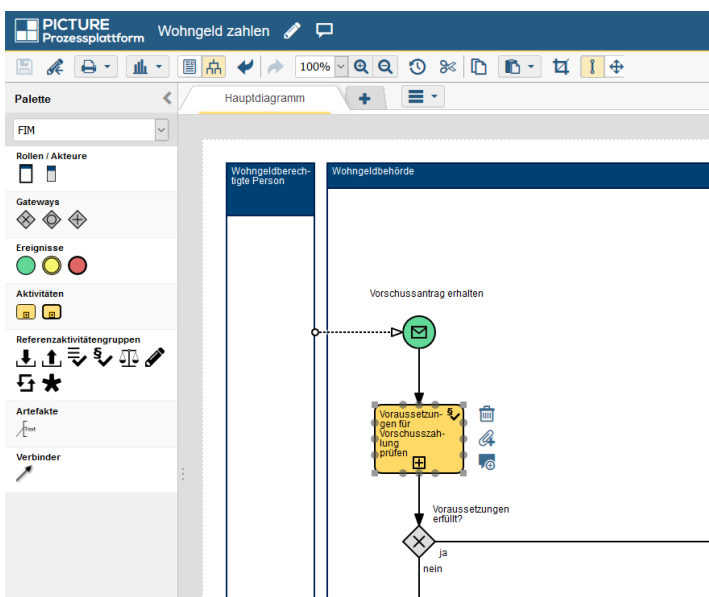 PICTURE
Prozessplattform
Wohngeld zahlen
100%
Palette
Hauptdiagramm
FIM
Rollen / Akteure
Gateways
Ereignisse
Aktivitäten
Referenzaktivitätengruppen
§
Artefakte
Text
Verbinder
Wohngeldberech-
tigte Person
Wohngeldbehörde
Vorschussantrag erhalten
Voraussetzun-
gen für
Vorschusszah-
lung
prüfen
§
Voraussetzungen
erfüllt?
ja
nein